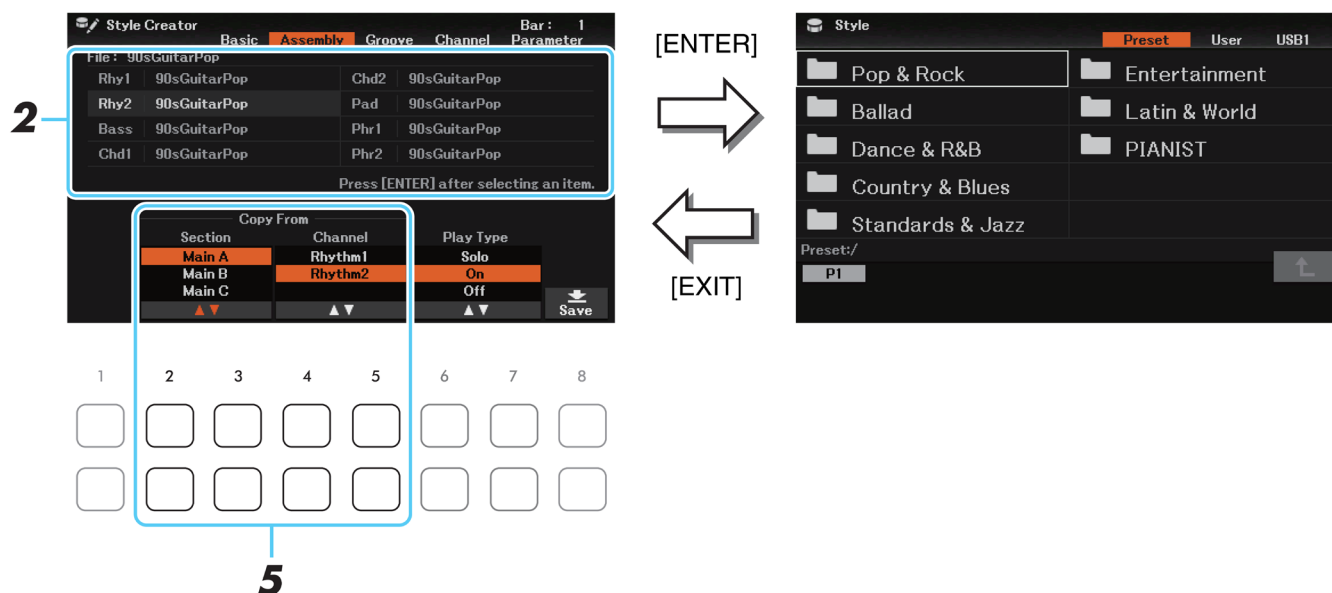 Style Creator Bar : 1
Basic Assembly Groove Channel Parameter
File : 90sGuitarPop
Rhy1 90sGuitarPop Chd2 90sGuitarPop
Rhy2 90sGuitarPop Pad 90sGuitarPop
Bass 90sGuitarPop Phr1 90sGuitarPop
Chd1 90sGuitarPop Phr2 90sGuitarPop
Press [ENTER] after selecting an item.
Copy From
Section Channel Play Type
Main A Rhythm1 Solo
Main B Rhythm2 On
Main C Off
Save
2
1 2 3 4 5 6 7 8
5
[ENTER]
[EXIT]
Style
Preset User USB1
Pop & Rock Entertainment
Ballad Latin & World
Dance & R&B PIANIST
Country & Blues
Standards & Jazz
Preset:/
P1